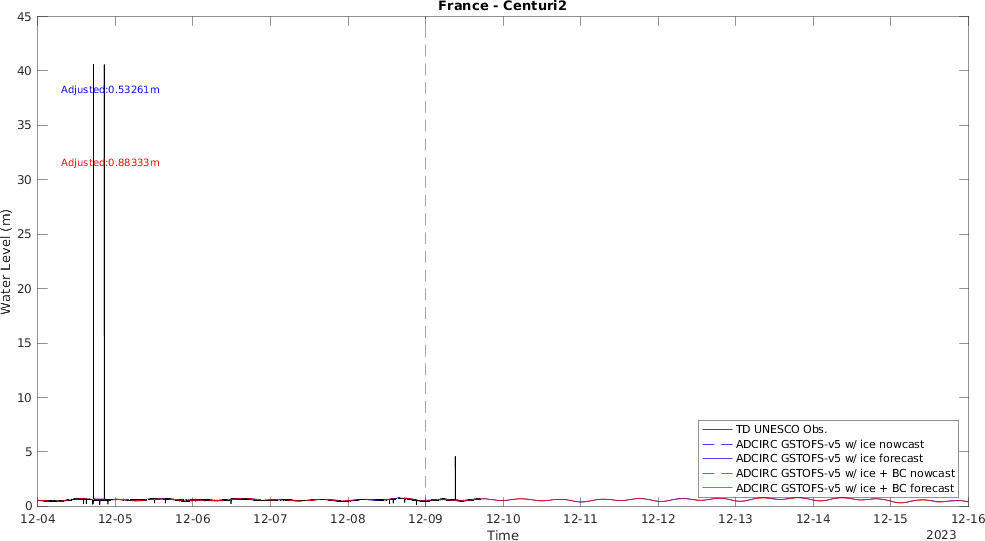 France - Centuri2
45
40
35
30
25
20
15
10
5
0
Water Level (m)
Adjusted:0.53261m
Adjusted:0.88333m
TD UNESCO Obs.
ADCIRC GSTOFS-v5 w/ ice nowcast
ADCIRC GSTOFS-v5 w/ ice forecast
ADCIRC GSTOFS-v5 w/ ice + BC nowcast
ADCIRC GSTOFS-v5 w/ ice + BC forecast
12-04 12-05 12-06 12-07 12-08 12-09 12-10 12-11 12-12 12-13 12-14 12-15 12-16
Time
2023